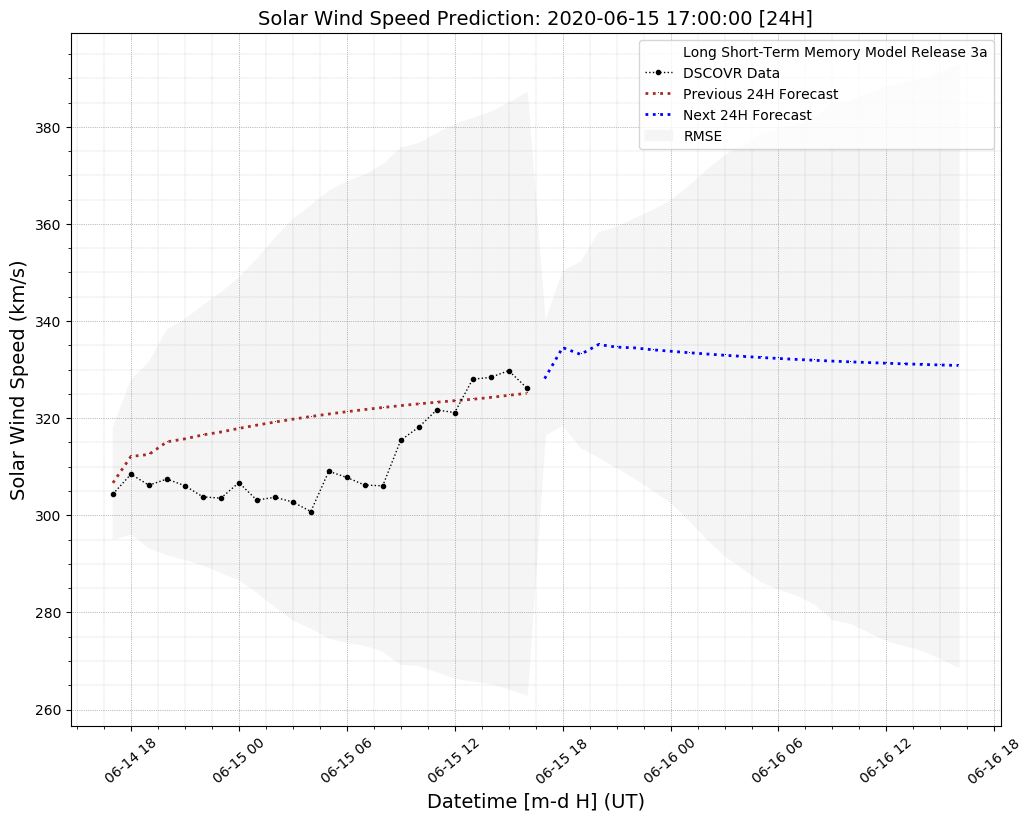 Solar Wind Speed Prediction: 2020-06-15 17:00:00 [24H]
Long Short-Term Memory Model Release 3a
DSCOVR Data
Previous 24H Forecast
Next 24H Forecast
RMSE
Solar Wind Speed (km/s)
380
360
340
320
300
280
260
06-14 18
06-15 00
06-15 06
06-15 12
06-15 18
06-16 00
06-16 06
06-16 12
06-16 18
Datetime [m-d H] (UT)